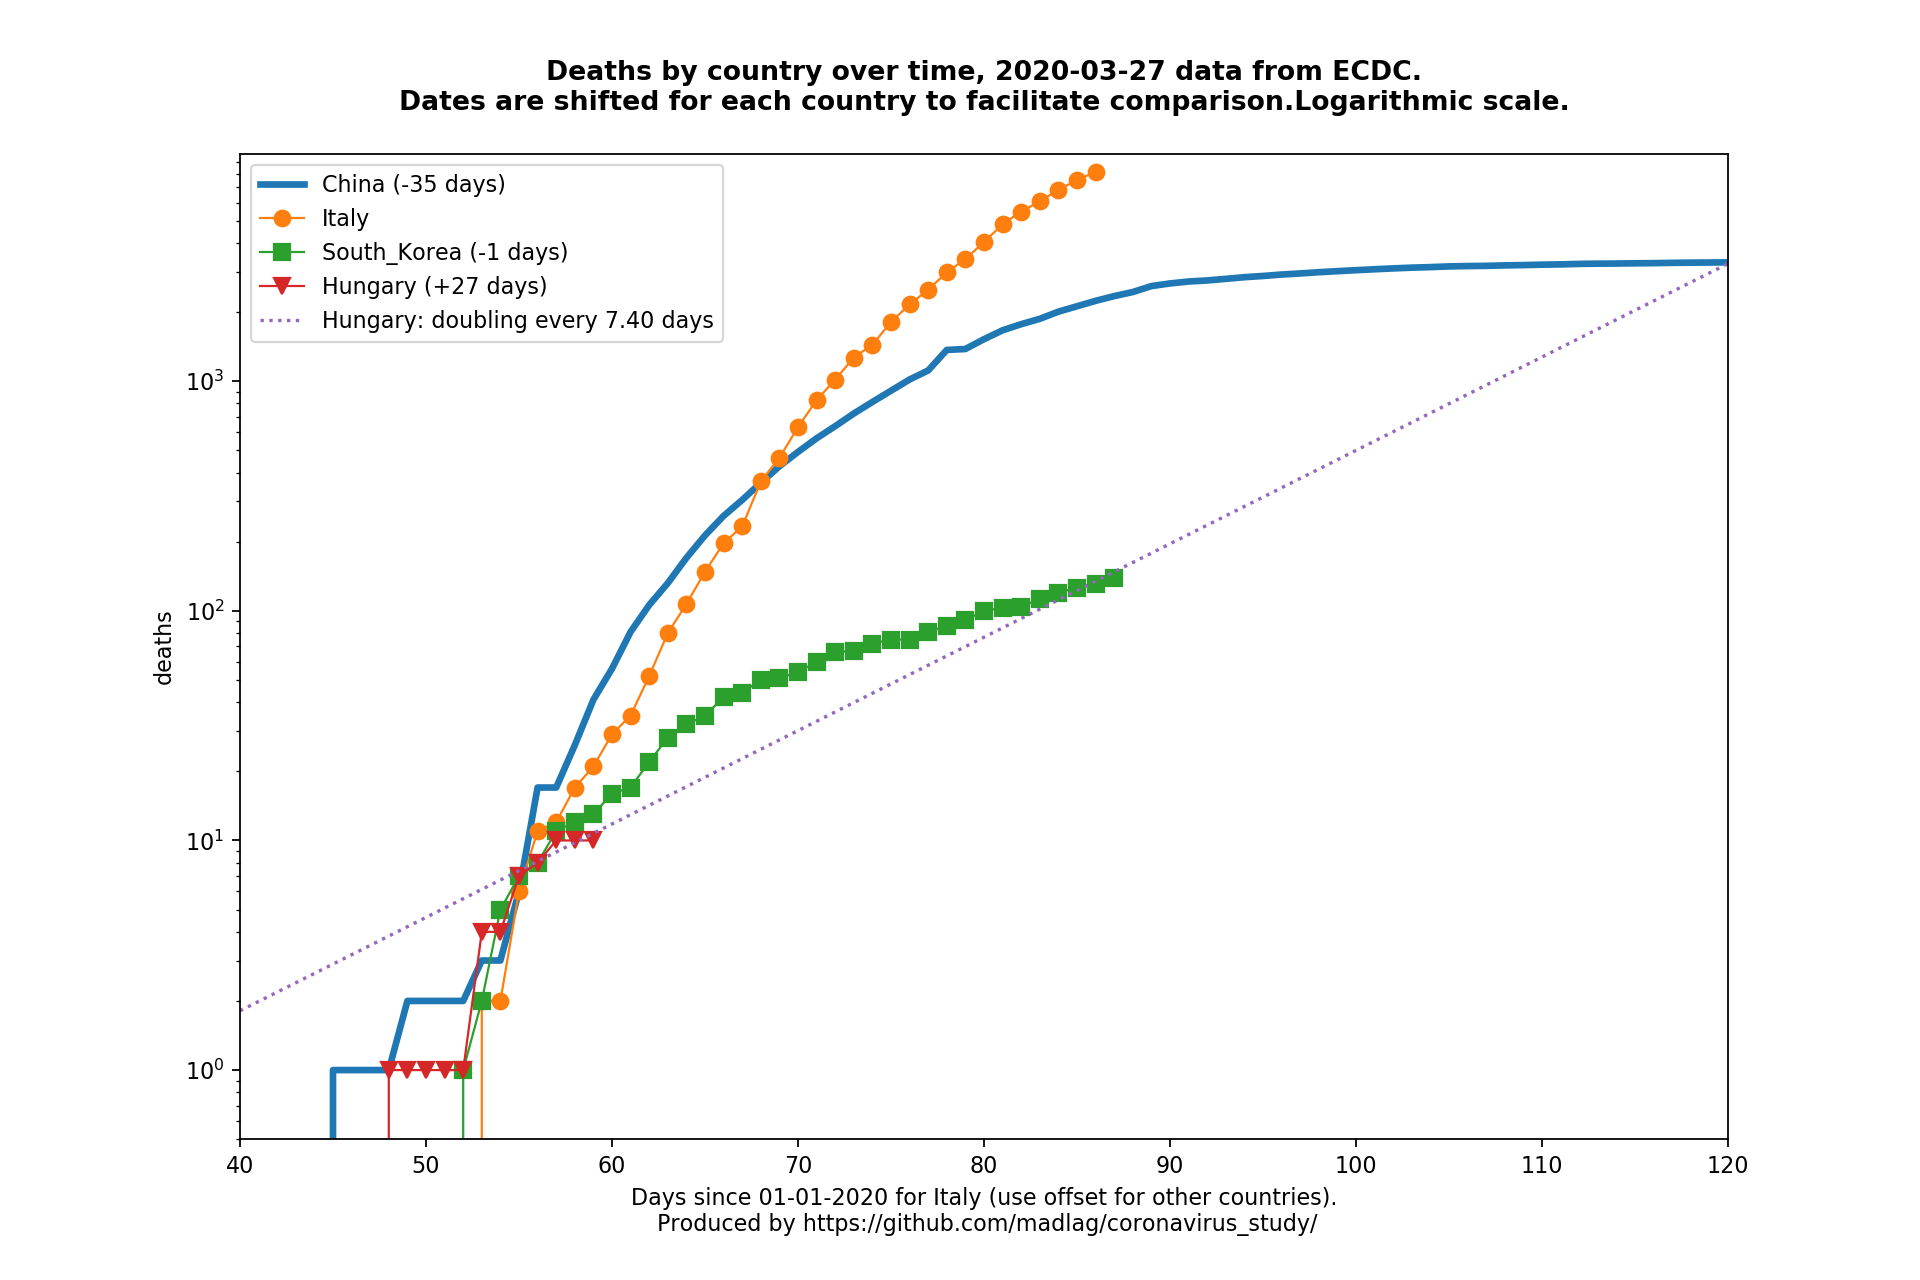 Deaths by country over time, 2020-03-27 data from ECDC.
Dates are shifted for each country to facilitate comparison.Logarithmic scale.
China (-35 days)
Italy
South_Korea (-1 days)
Hungary (+27 days)
Hungary: doubling every 7.40 days
deaths
10³
10²
10¹
10⁰
40 50 60 70 80 90 100 110 120
Days since 01-01-2020 for Italy (use offset for other countries).
Produced by https://github.com/madlag/coronavirus_study/